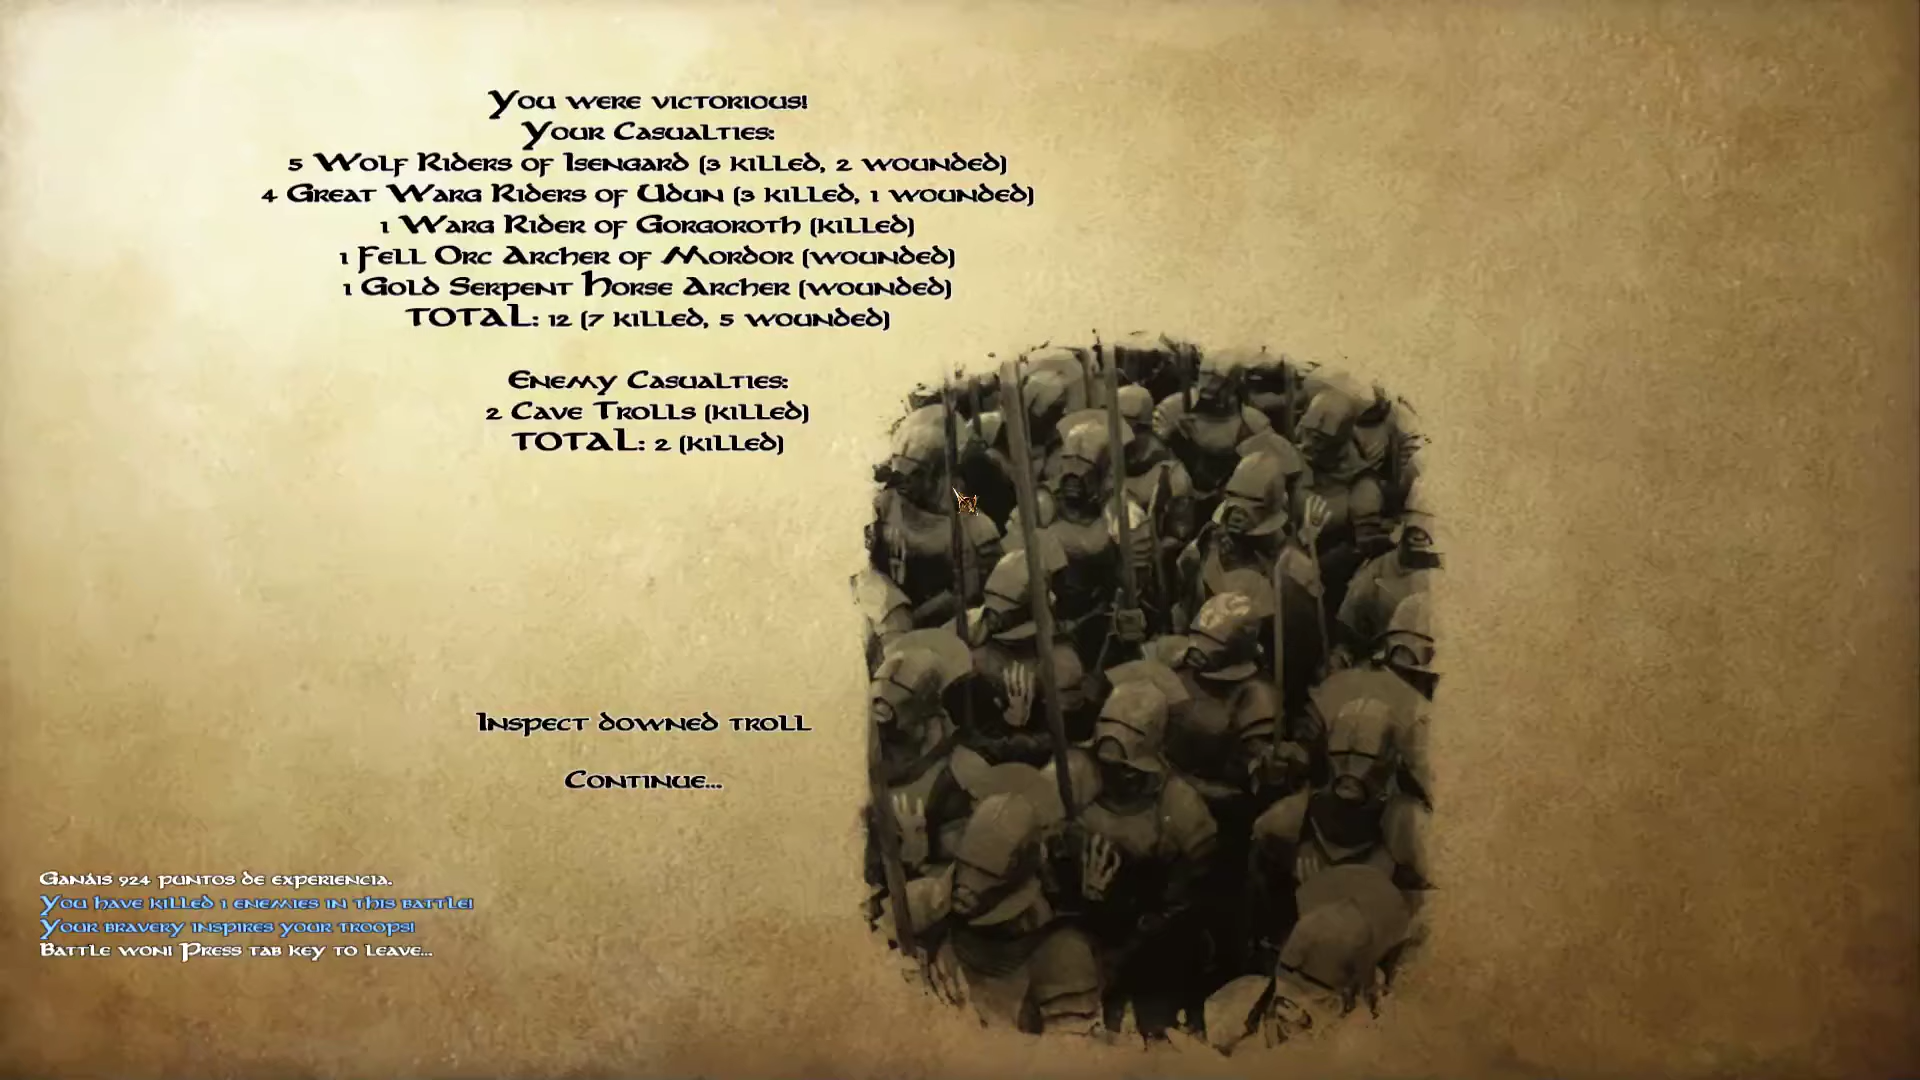 You were victorious!
Your Casualties:
5 Wolf Riders of Isengard (3 killed, 2 wounded)
4 Great Warg Riders of Udun (3 killed, 1 wounded)
1 Warg Rider of Gorgoroth (killed)
1 Fell Orc Archer of Mordor (wounded)
1 Gold Serpent Horse Archer (wounded)
TOTAL: 12 (7 killed, 5 wounded)
Enemy Casualties:
2 Cave Trolls (killed)
TOTAL: 2 (killed)
Inspect downed troll
Continue...
Ganáis 924 puntos de experiencia.
You have killed 1 enemies in this battle!
Your bravery inspires your troops!
Battle won! Press tab key to leave...